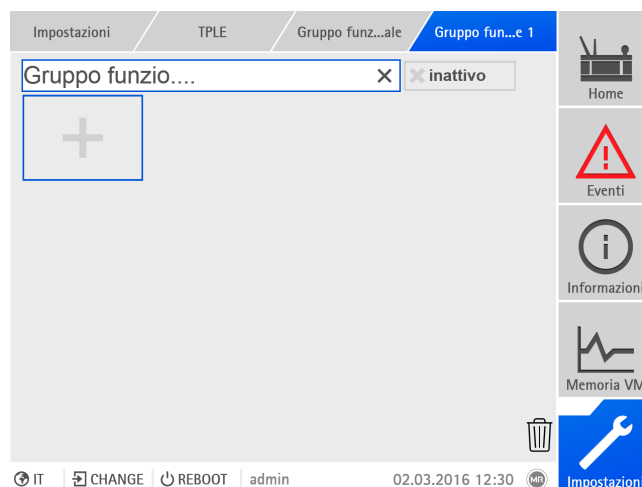 Impostazioni
TPLE
Gruppo funz...ale
Gruppo fun...e 1
Gruppo funzio....
inattivo
Home
Eventi
Informazioni
Memoria VM
Impostazion
IT
CHANGE
REBOOT
admin
02.03.2016 12:30
MR